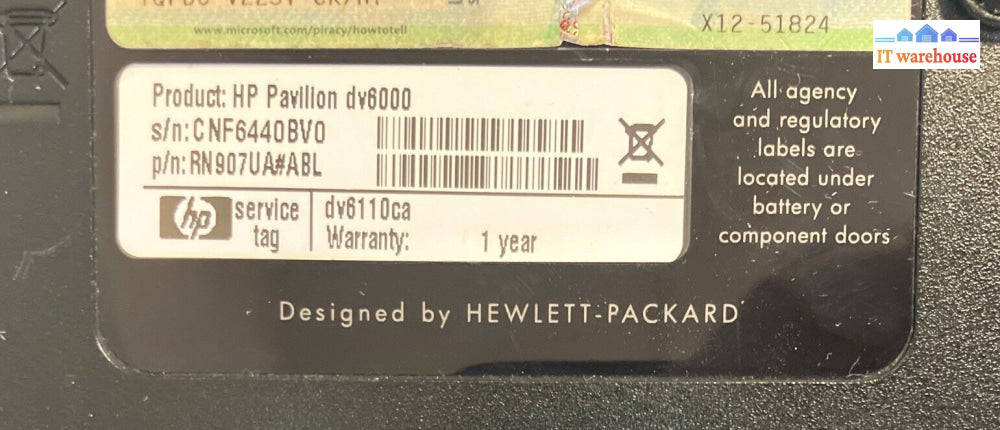 www.microsoft.com/piracy/howtotell
X12-51824
IT warehouse
Product: HP Pavilion dv6000
s/n:CNF6440BV0
p/n:RN907UA#ABL
hp
service
tag
dv6110ca
Warranty: 1 year
All agency
and regulatory
labels are
located under
battery or
component doors
Designed by HEWLETT-PACKARD